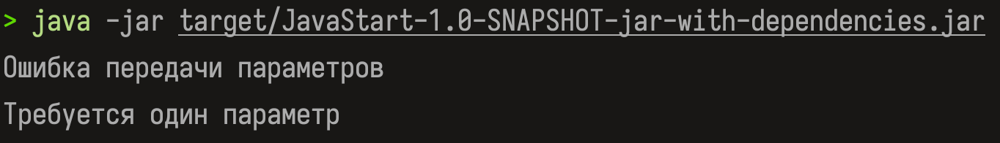 > java -jar target/JavaStart-1.0-SNAPSHOT-jar-with-dependencies.jar
Ошибка передачи параметров
Требуется один параметр